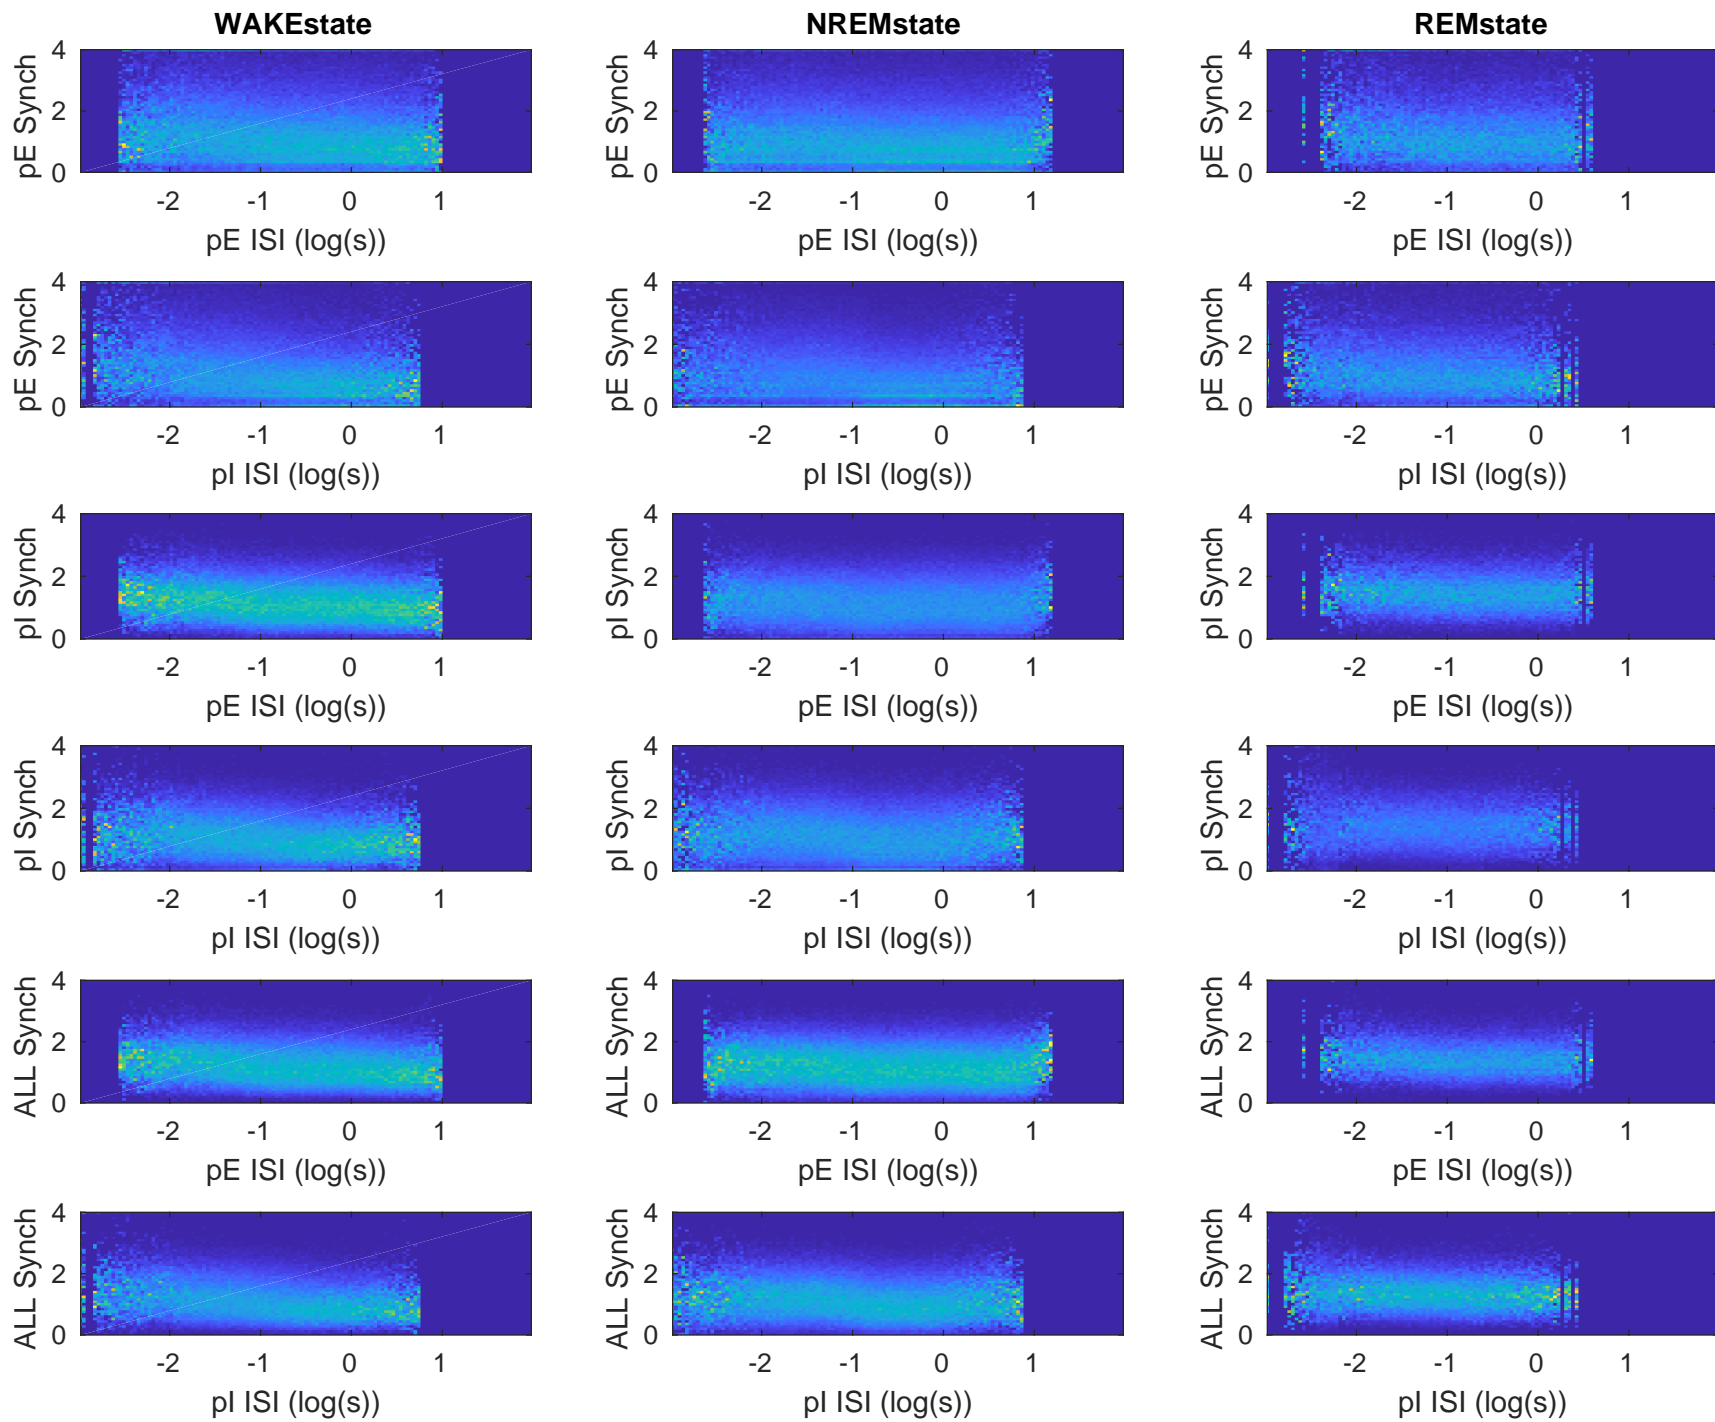 WAKEstate NREMstate REMstate
4 4 4
pE Synch pE Synch pE Synch
2 2 2
0 0 0
-2 -1 0 1 -2 -1 0 1 -2 -1 0 1
pE ISI (log(s)) pE ISI (log(s)) pE ISI (log(s))
4 4 4
pE Synch pE Synch pE Synch
2 2 2
0 0 0
-2 -1 0 1 -2 -1 0 1 -2 -1 0 1
pI ISI (log(s)) pI ISI (log(s)) pI ISI (log(s))
4 4 4
pI Synch pI Synch pI Synch
2 2 2
0 0 0
-2 -1 0 1 -2 -1 0 1 -2 -1 0 1
pE ISI (log(s)) pE ISI (log(s)) pE ISI (log(s))
4 4 4
pI Synch pI Synch pI Synch
2 2 2
0 0 0
-2 -1 0 1 -2 -1 0 1 -2 -1 0 1
pI ISI (log(s)) pI ISI (log(s)) pI ISI (log(s))
4 4 4
ALL Synch ALL Synch ALL Synch
2 2 2
0 0 0
-2 -1 0 1 -2 -1 0 1 -2 -1 0 1
pE ISI (log(s)) pE ISI (log(s)) pE ISI (log(s))
4 4 4
ALL Synch ALL Synch ALL Synch
2 2 2
0 0 0
-2 -1 0 1 -2 -1 0 1 -2 -1 0 1
pI ISI (log(s)) pI ISI (log(s)) pI ISI (log(s))